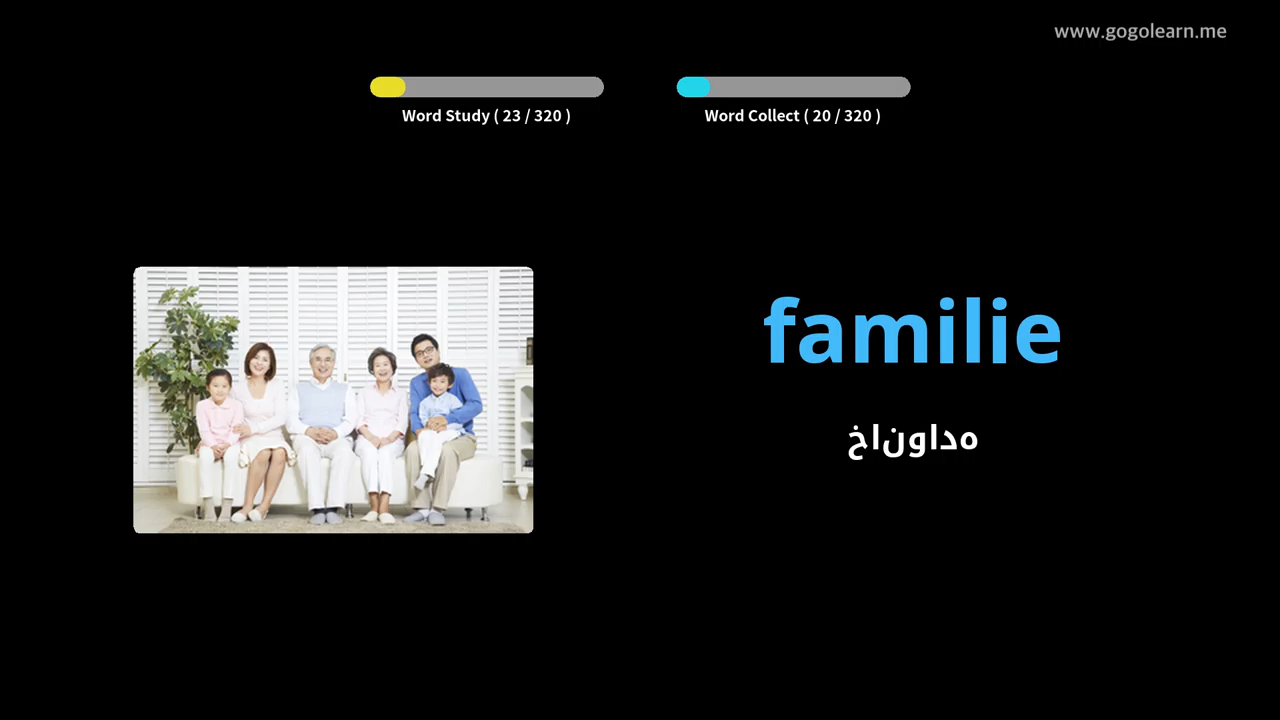 www.gogolearn.me
Word Study ( 23 / 320 )
Word Collect ( 20 / 320 )
familie
هداوناخ